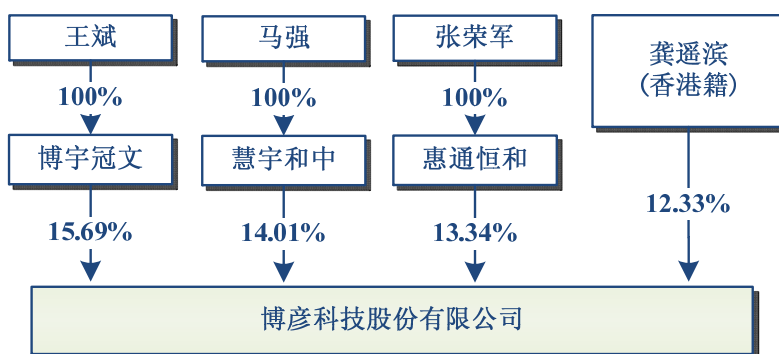 王斌
马强
张荣军
龚遥滨
(香港籍)
100%
100%
100%
博宇冠文
慧宇和中
惠通恒和
15.69%
14.01%
13.34%
12.33%
博彦科技股份有限公司